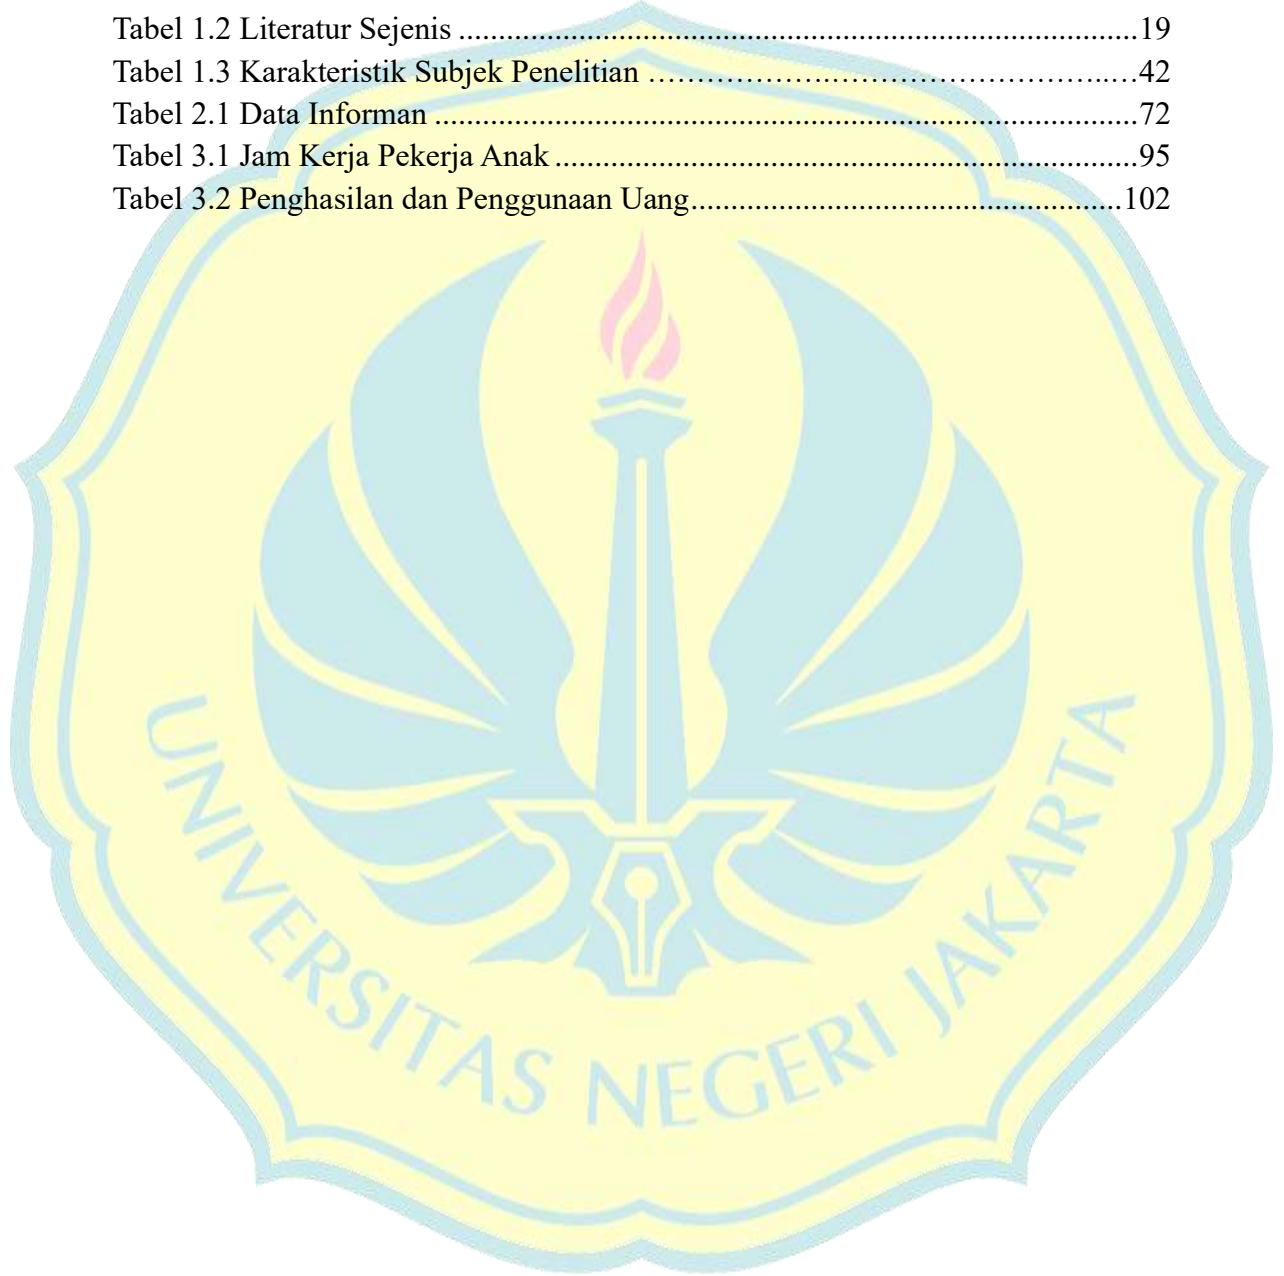 Tabel 1.2 Literatur Sejenis .....................................................................................19
Tabel 1.3 Karakteristik Subjek Penelitian ……………………………………..…42
Tabel 2.1 Data Informan ........................................................................................72
Tabel 3.1 Jam Kerja Pekerja Anak .........................................................................95
Tabel 3.2 Penghasilan dan Penggunaan Uang......................................................102
UNIVERSITAS NEGERI JAKARTA